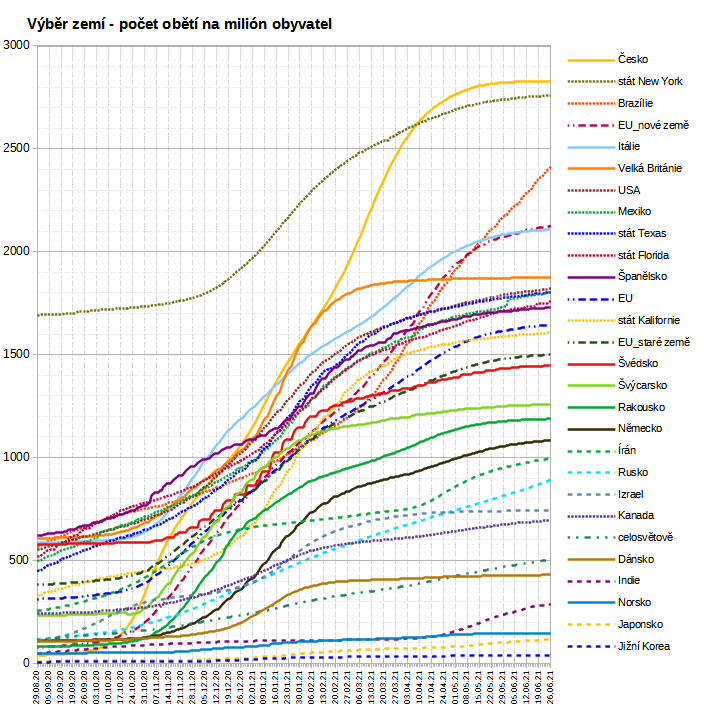 Výběr zemí - počet obětí na milión obyvatel
3000
2500
2000
1500
1000
500
0
Česko
stát New York
Brazílie
EU_nové země
Itálie
Velká Británie
USA
Mexiko
stát Texas
stát Florida
Španělsko
EU
stát Kalifornie
EU_staré země
Švédsko
Švýcarsko
Rakousko
Německo
Írán
Rusko
Izrael
Kanada
celosvětově
Dánsko
Indie
Norsko
Japonsko
Jižní Korea
29.08.20
05.09.20
12.09.20
19.09.20
26.09.20
03.10.20
10.10.20
17.10.20
24.10.20
31.10.20
07.11.20
14.11.20
21.11.20
28.11.20
05.12.20
12.12.20
19.12.20
26.12.20
02.01.21
09.01.21
16.01.21
23.01.21
30.01.21
06.02.21
13.02.21
20.02.21
27.02.21
06.03.21
13.03.21
20.03.21
27.03.21
03.04.21
10.04.21
17.04.21
24.04.21
01.05.21
08.05.21
15.05.21
22.05.21
29.05.21
05.06.21
12.06.21
19.06.21
26.06.21